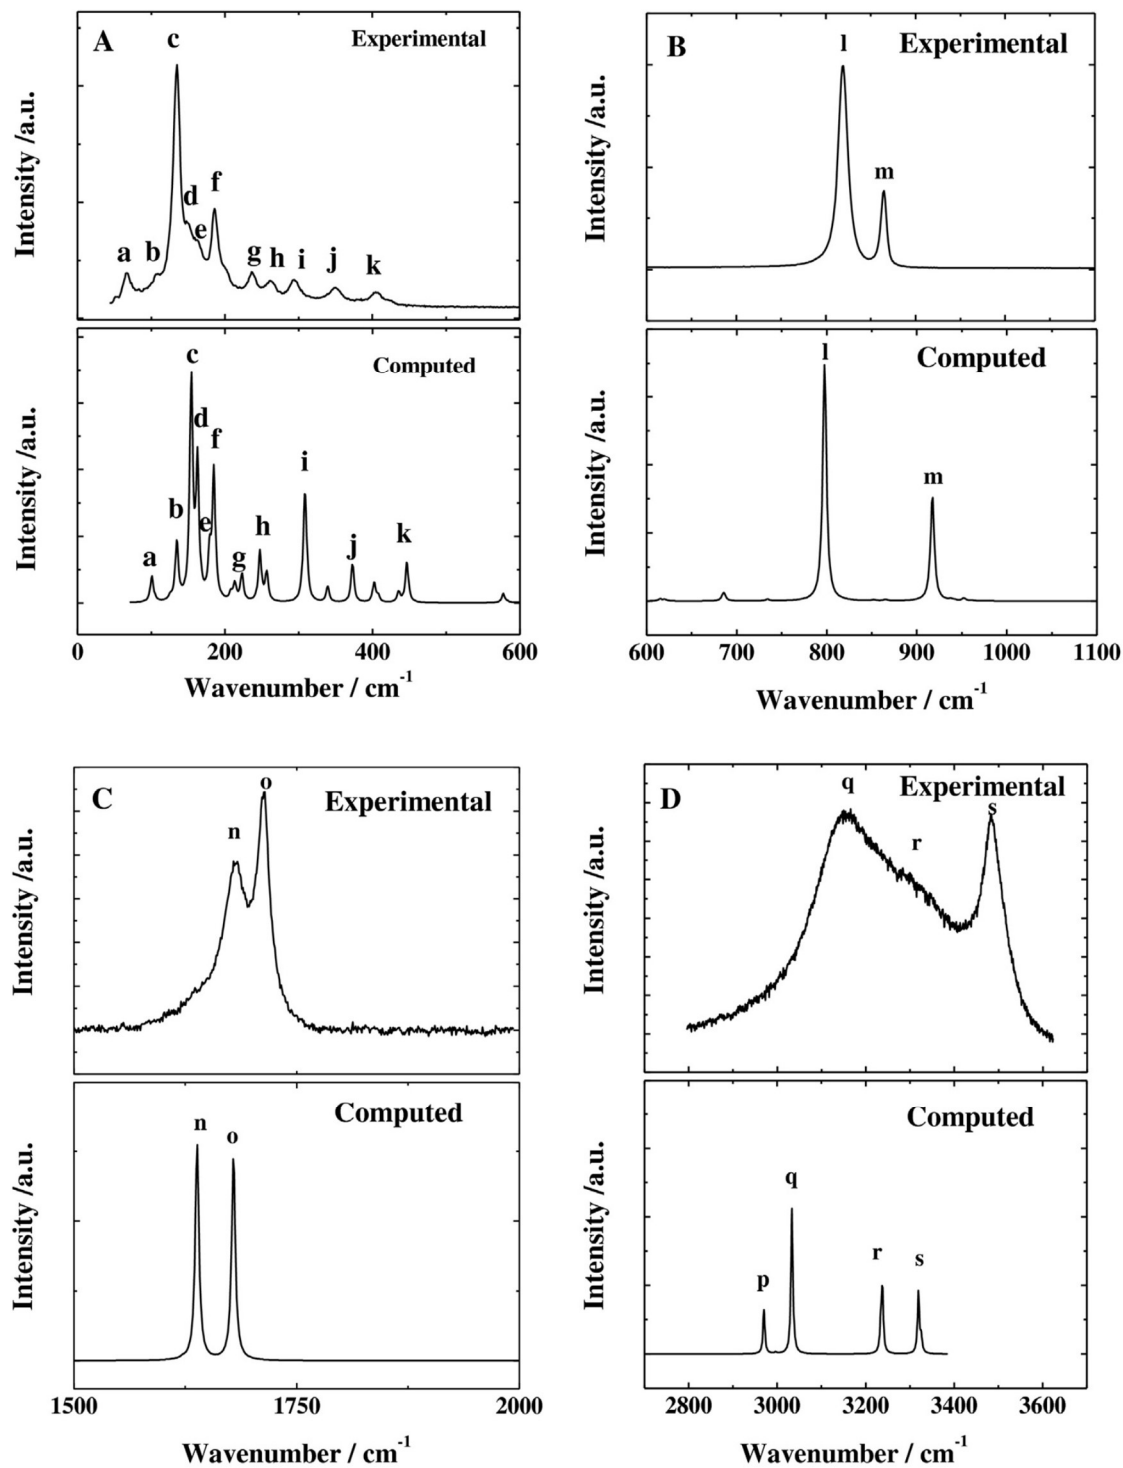 A
c
Experimental
d
f
e
a
b
g
h
i
j
k
Intensity /a.u.
c
Computed
d
f
i
b
e
h
k
a
g
j
Intensity /a.u.
0
200
400
600
Wavenumber / cm-1
B
l
Experimental
m
Intensity /a.u.
l
Computed
m
Intensity /a.u.
600
700
800
900
1000
1100
Wavenumber / cm-1
C
o
Experimental
n
Intensity /a.u.
Computed
n
o
Intensity /a.u.
1500
1750
2000
Wavenumber / cm-1
D
q
Experimental
s
r
Intensity /a.u.
Computed
q
r
s
p
Intensity /a.u.
2800
3000
3200
3400
3600
Wavenumber / cm-1